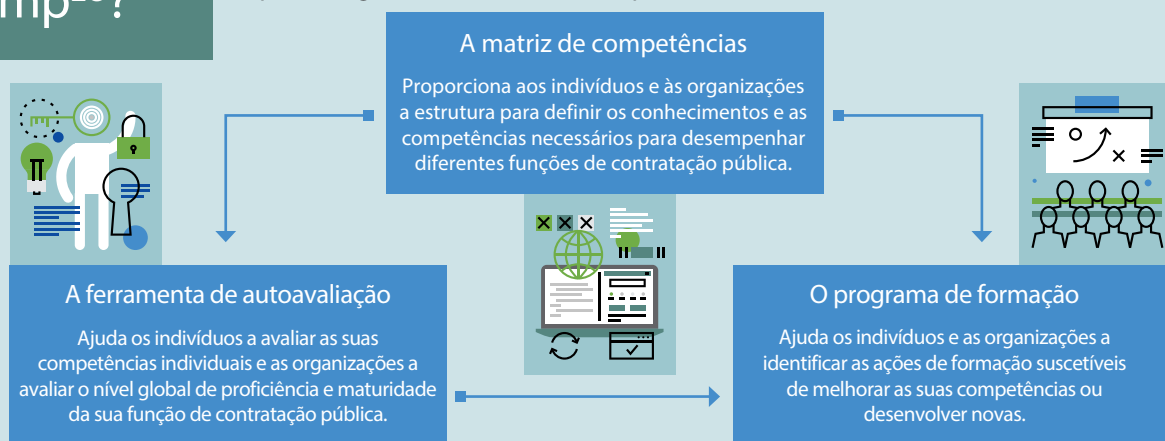 A matriz de competências
Proporciona aos indivíduos e às organizações
a estrutura para definir os conhecimentos e as
competências necessários para desempenhar
diferentes funções de contratação pública.
A ferramenta de autoavaliação
Ajuda os indivíduos a avaliar as suas
competências individuais e as organizações a
avaliar o nível global de proficiência e maturidade
da sua função de contratação pública.
O programa de formação
Ajuda os indivíduos e as organizações a
identificar as ações de formação suscetíveis
de melhorar as suas competências ou
desenvolver novas.